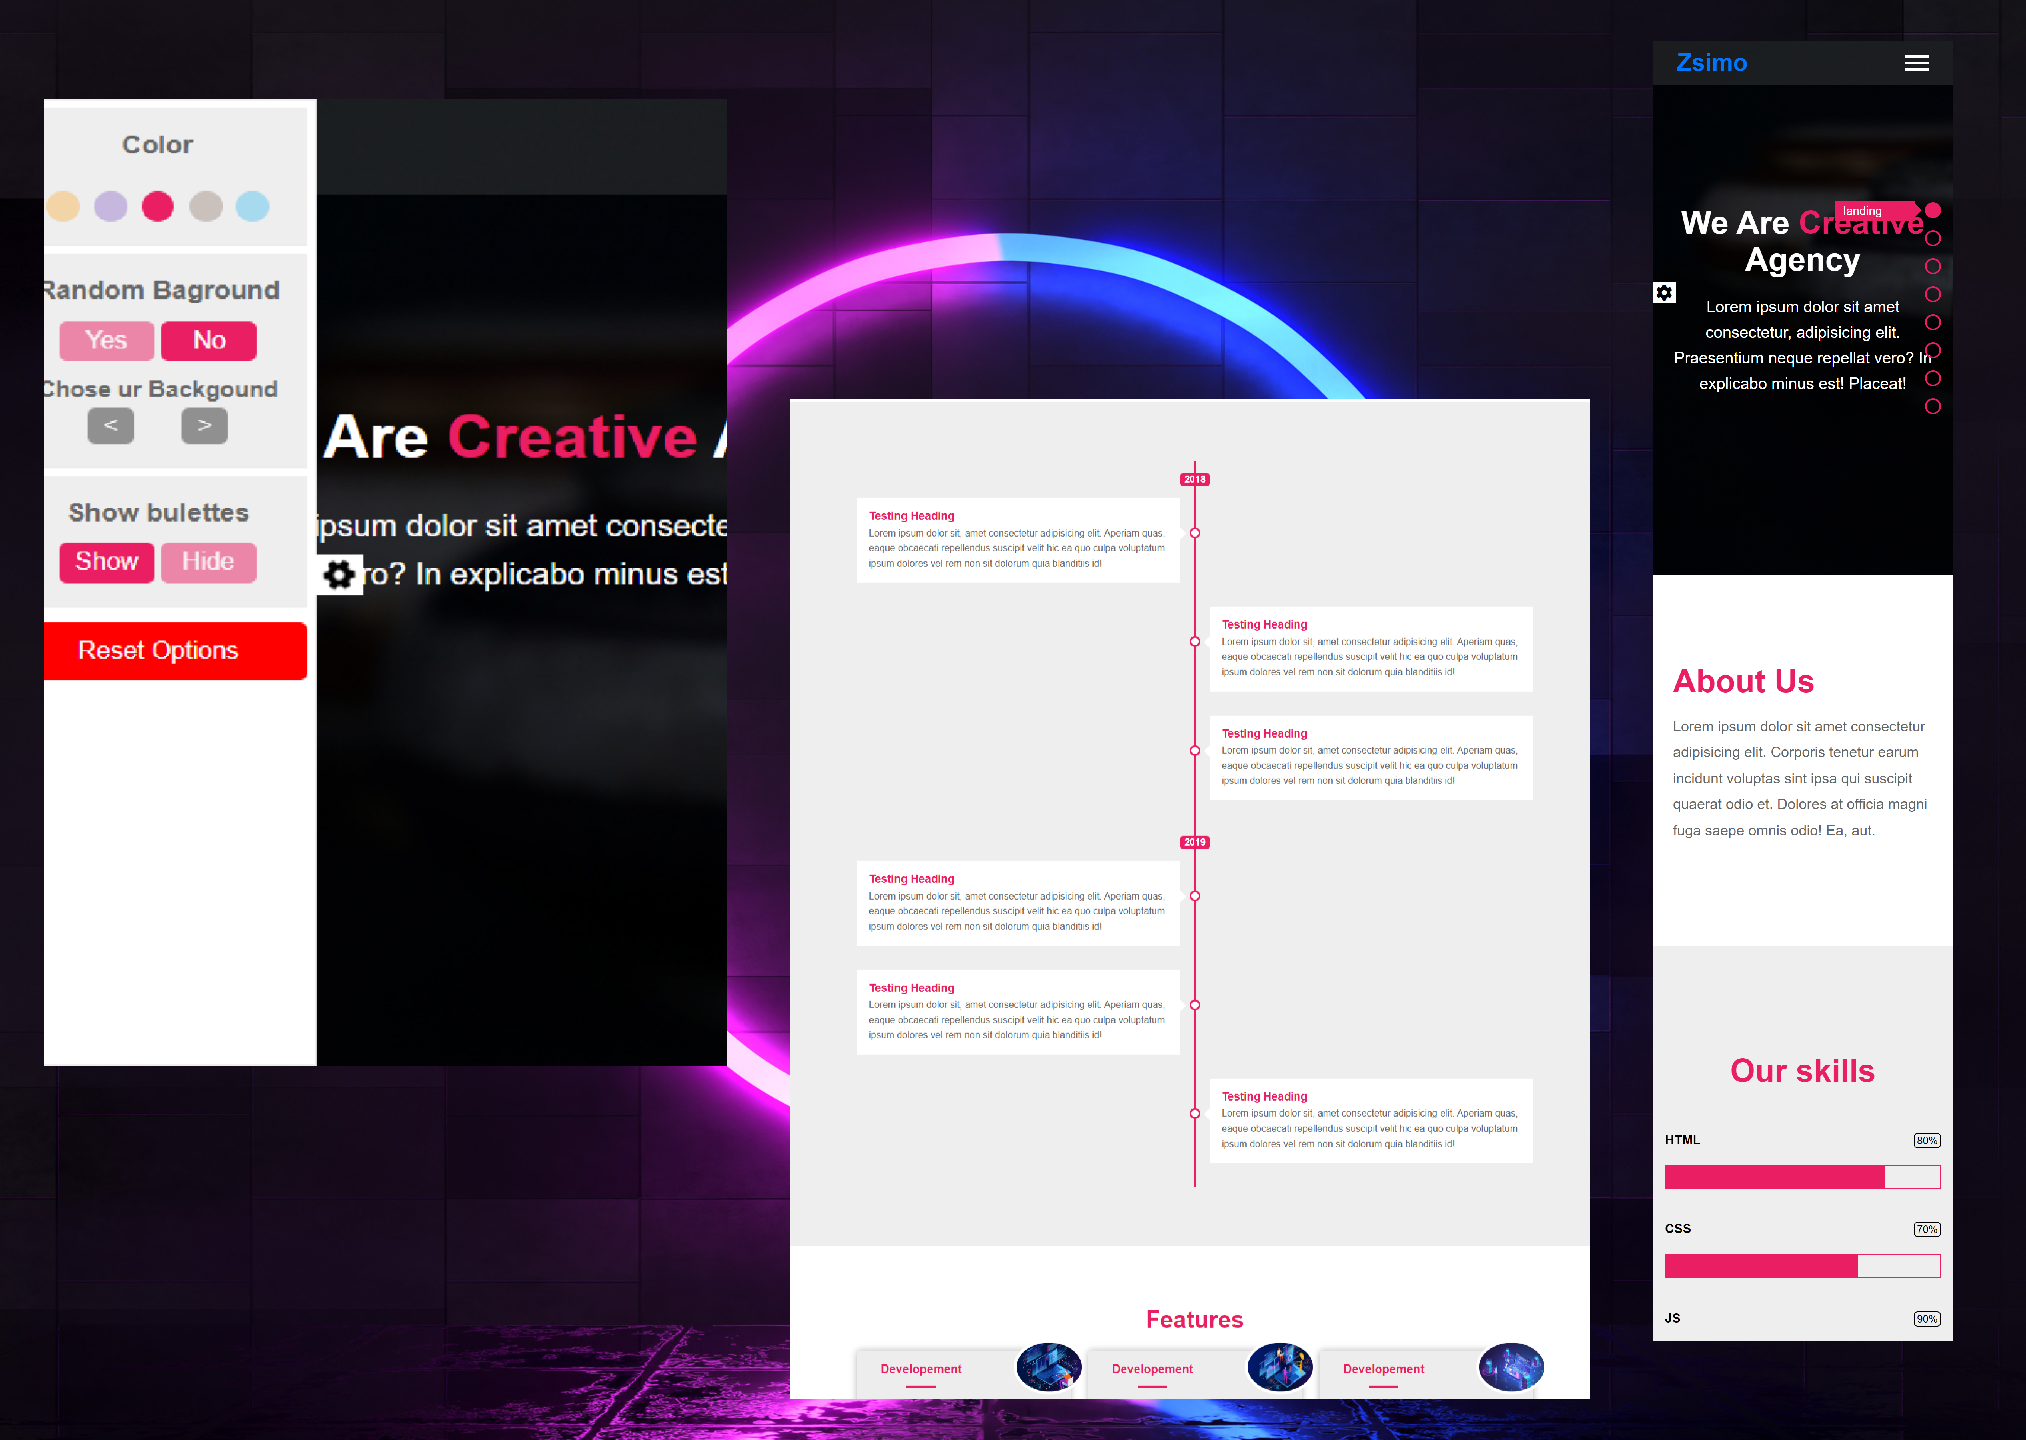 Color
Random Baground
Yes
No
Chose ur Backgound
<
>
Show bulettes
Show
Hide
Reset Options
Are Creative
ipsum dolor sit amet consecte
ro? In explicabo minus est
2018
Testing Heading
Lorem ipsum dolor sit, amet consectetur adipisicing elit. Aperiam quas,
eaque obcaecati repellendus suscipit velit hic ea quo culpa voluptatum
ipsum dolores vel rem non sit dolorum quia blanditiis id!
Testing Heading
Lorem ipsum dolor sit, amet consectetur adipisicing elit. Aperiam quas,
eaque obcaecati repellendus suscipit velit hic ea quo culpa voluptatum
ipsum dolores vel rem non sit dolorum quia blanditiis id!
Testing Heading
Lorem ipsum dolor sit, amet consectetur adipisicing elit. Aperiam quas,
eaque obcaecati repellendus suscipit velit hic ea quo culpa voluptatum
ipsum dolores vel rem non sit dolorum quia blanditiis id!
2019
Testing Heading
Lorem ipsum dolor sit, amet consectetur adipisicing elit. Aperiam quas,
eaque obcaecati repellendus suscipit velit hic ea quo culpa voluptatum
ipsum dolores vel rem non sit dolorum quia blanditiis id!
Testing Heading
Lorem ipsum dolor sit, amet consectetur adipisicing elit. Aperiam quas,
eaque obcaecati repellendus suscipit velit hic ea quo culpa voluptatum
ipsum dolores vel rem non sit dolorum quia blanditiis id!
Testing Heading
Lorem ipsum dolor sit, amet consectetur adipisicing elit. Aperiam quas,
eaque obcaecati repellendus suscipit velit hic ea quo culpa voluptatum
ipsum dolores vel rem non sit dolorum quia blanditiis id!
Features
Developement
Developement
Developement
Zsimo
landing
We Are Creative
Agency
Lorem ipsum dolor sit amet
consectetur, adipisicing elit.
Praesentium neque repellat vero? In
explicabo minus est! Placeat!
About Us
Lorem ipsum dolor sit amet consectetur
adipisicing elit. Corporis tenetur earum
incidunt voluptas sint ipsa qui suscipit
quaerat odio et. Dolores at officia magni
fuga saepe omnis odio! Ea, aut.
Our skills
HTML
80%
CSS
70%
JS
90%